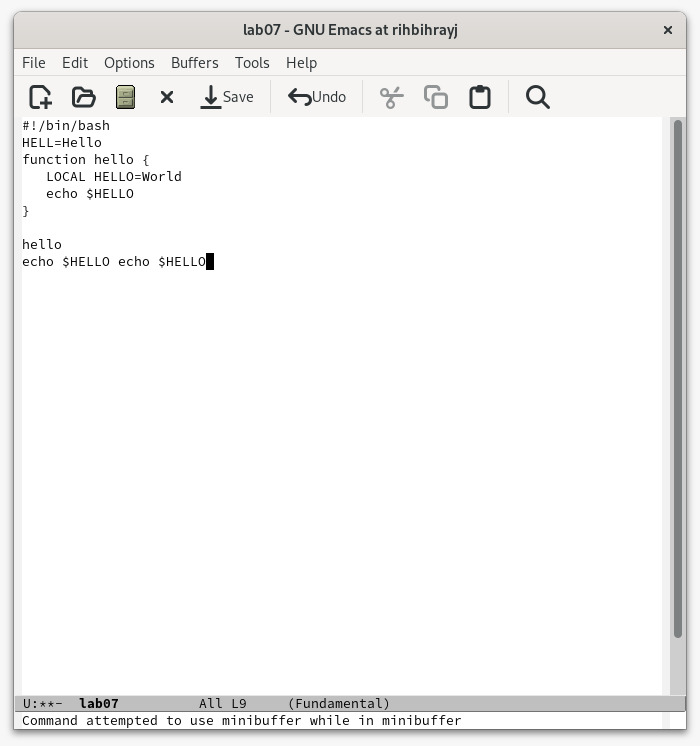 lab07 - GNU Emacs at rihbihrayj
File Edit Options Buffers Tools Help
Save Undo
#!/bin/bash
HELL=Hello
function hello {
   LOCAL HELLO=World
   echo $HELLO
}
hello
echo $HELLO echo $HELLO
U:**-  lab07          All L9     (Fundamental)
Command attempted to use minibuffer while in minibuffer